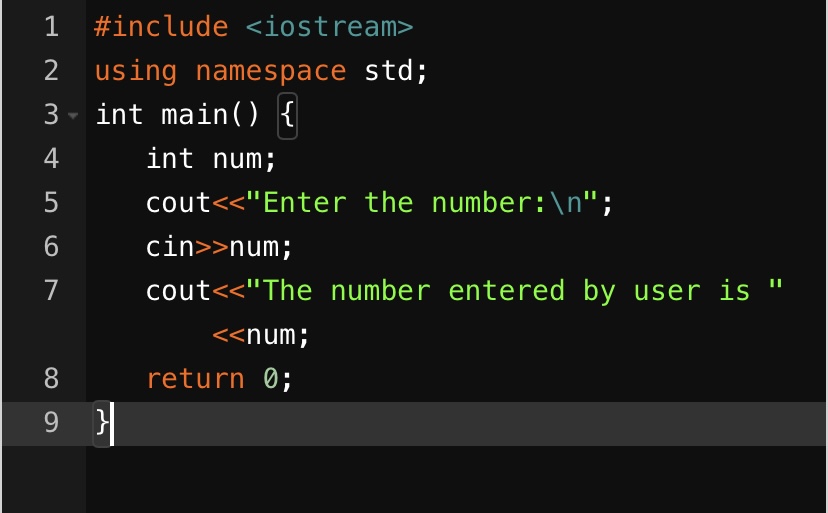 1 #include <iostream>
2 using namespace std;
3 int main() {
4    int num;
5    cout<<"Enter the number:\n";
6    cin>>num;
7    cout<<"The number entered by user is "
        <<num;
8    return 0;
9 }